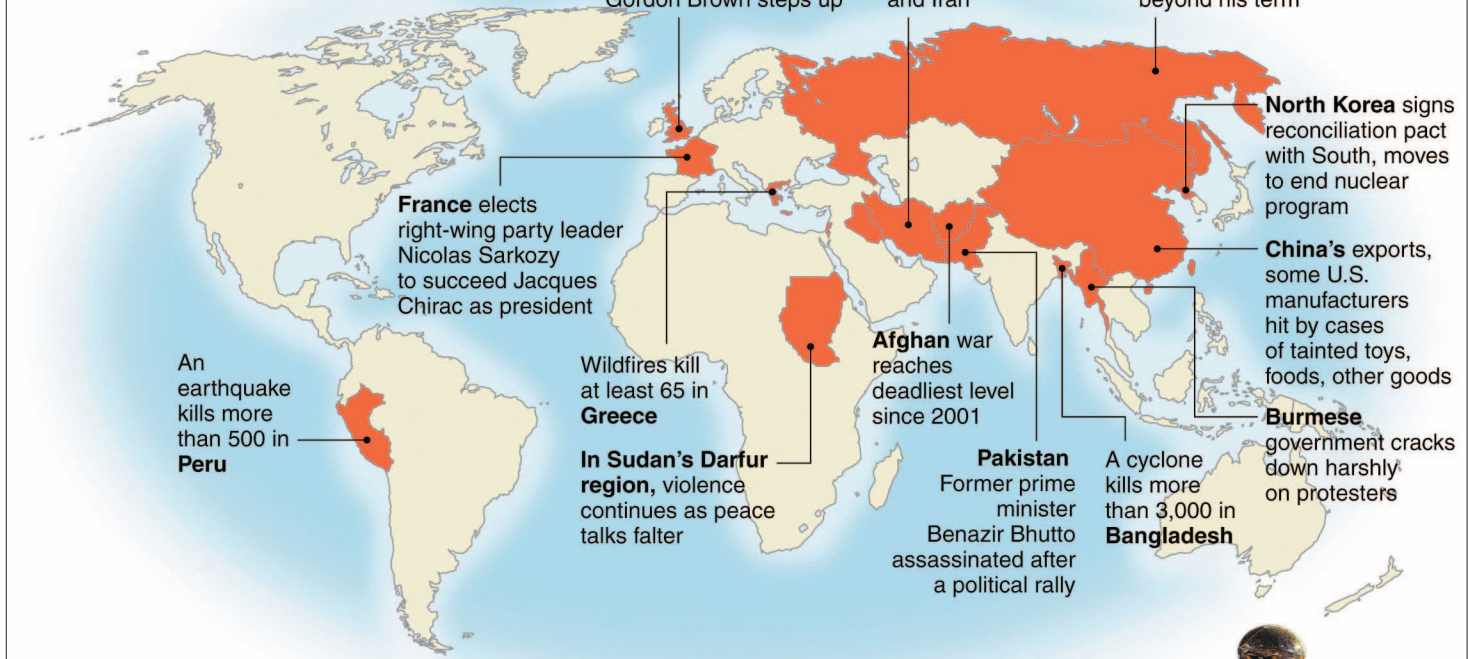 Gordon Brown steps up
and Iran
beyond his term
North Korea signs
reconciliation pact
with South, moves
to end nuclear
program
France elects
right-wing party leader
Nicolas Sarkozy
to succeed Jacques
Chirac as president
China's exports,
some U.S.
manufacturers
hit by cases
of tainted toys,
foods, other goods
An
earthquake
kills more
than 500 in
Peru
Wildfires kill
at least 65 in
Greece
Afghan war
reaches
deadliest level
since 2001
Burmese
government cracks
down harshly
on protesters
In Sudan's Darfur
region, violence
continues as peace
talks falter
Pakistan
Former prime
minister
Benazir Bhutto
assassinated after
a political rally
A cyclone
kills more
than 3,000 in
Bangladesh